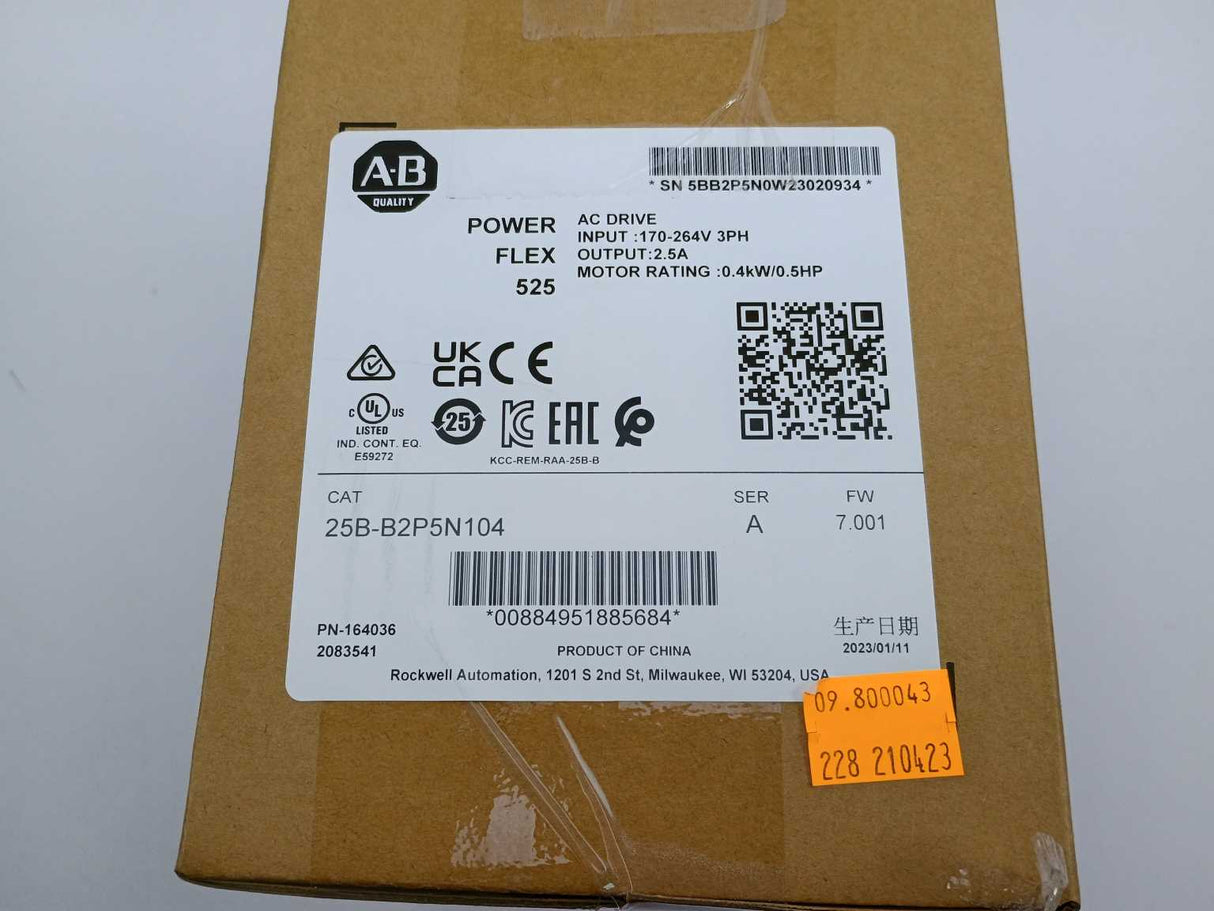 A·B
QUALITY
* SN 5BB2P5N0W23020934 *
POWER
FLEX
525
AC DRIVE
INPUT :170-264V 3PH
OUTPUT:2.5A
MOTOR RATING :0.4kW/0.5HP
UK
CA
CE
C UL US
LISTED
IND. CONT. EQ.
E59272
25
KC
EAC
KCC-REM-RAA-25B-B
CAT
25B-B2P5N104
SER
A
FW
7.001
*00884951885684*
PN-164036
2083541
PRODUCT OF CHINA
生产日期
2023/01/11
Rockwell Automation, 1201 S 2nd St, Milwaukee, WI 53204, USA
09.800043
228 210423